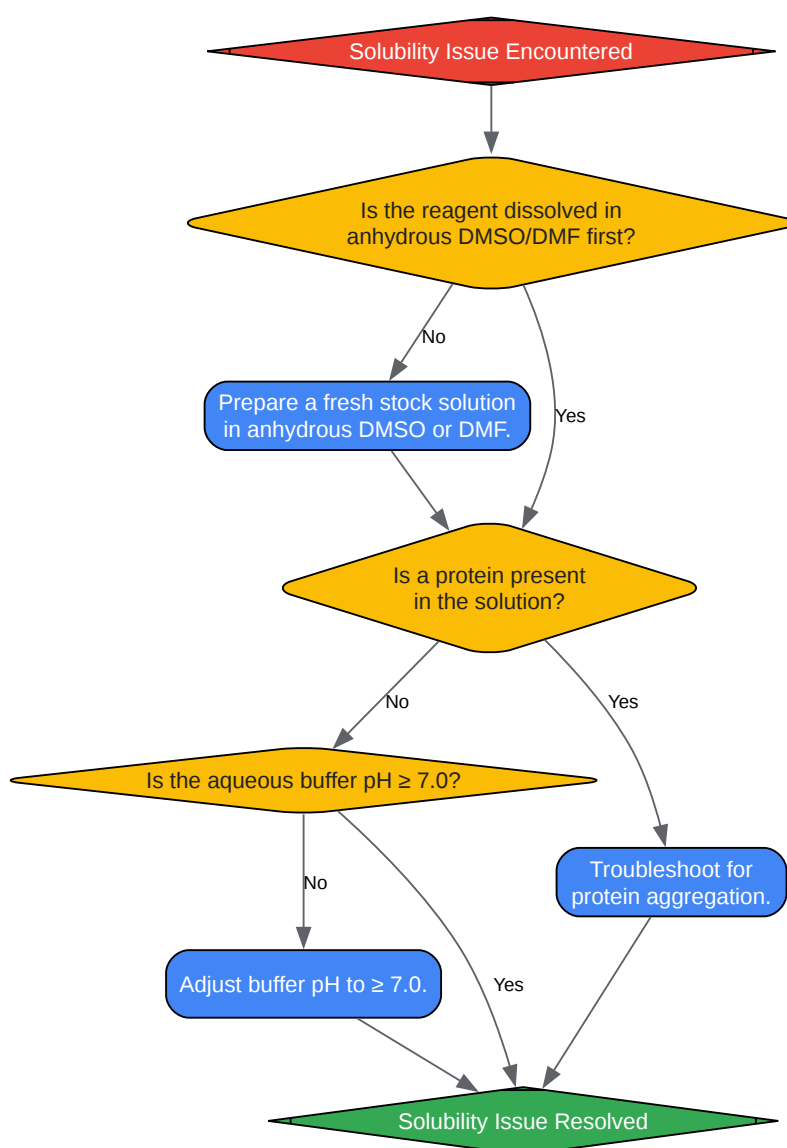 Solubility Issue Encountered
Is the reagent dissolved in
anhydrous DMSO/DMF first?
No
Prepare a fresh stock solution
in anhydrous DMSO or DMF.
Yes
Is a protein present
in the solution?
No
Yes
Is the aqueous buffer pH ≥ 7.0?
Troubleshoot for
protein aggregation.
No
Adjust buffer pH to ≥ 7.0.
Yes
Solubility Issue Resolved